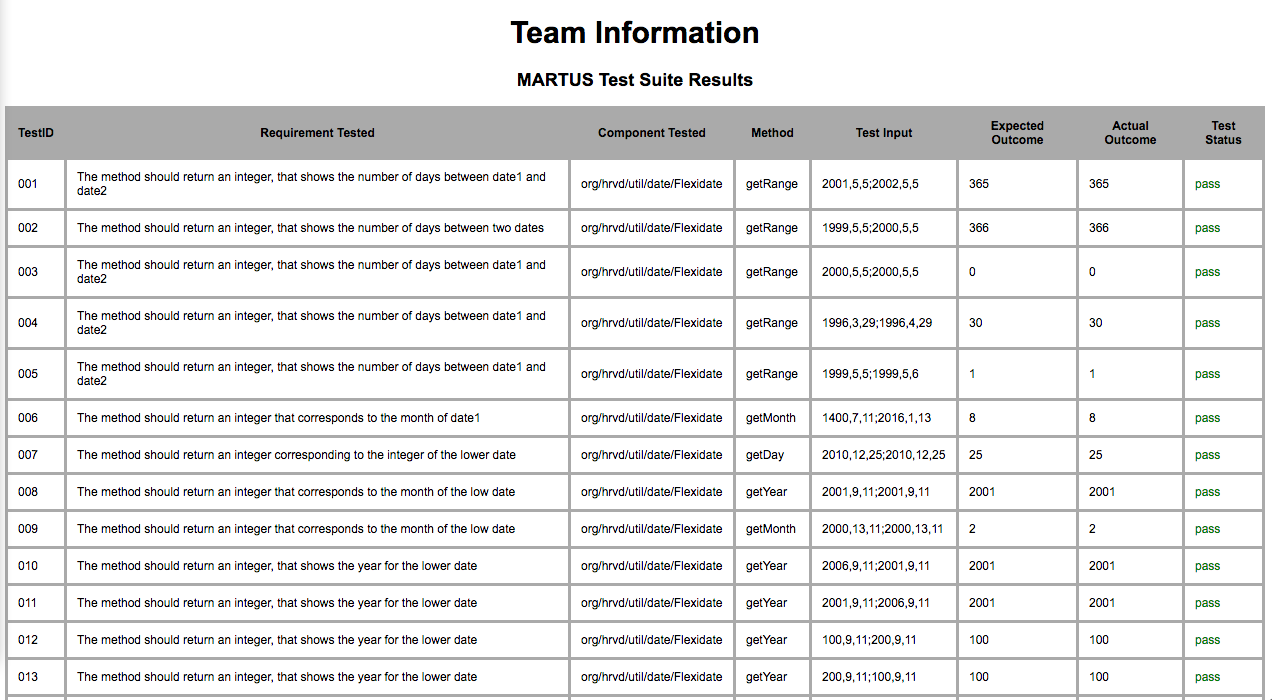 Team Information
MARTUS Test Suite Results
TestID Requirement Tested Component Tested Method Test Input Expected Outcome Actual Outcome Test Status
001 The method should return an integer, that shows the number of days between date1 and date2 org/hrvd/util/date/Flexidate getRange 2001,5,5;2002,5,5 365 365 pass
002 The method should return an integer, that shows the number of days between two dates org/hrvd/util/date/Flexidate getRange 1999,5,5;2000,5,5 366 366 pass
003 The method should return an integer, that shows the number of days between date1 and date2 org/hrvd/util/date/Flexidate getRange 2000,5,5;2000,5,5 0 0 pass
004 The method should return an integer, that shows the number of days between date1 and date2 org/hrvd/util/date/Flexidate getRange 1996,3,29;1996,4,29 30 30 pass
005 The method should return an integer, that shows the number of days between date1 and date2 org/hrvd/util/date/Flexidate getRange 1999,5,5;1999,5,6 1 1 pass
006 The method should return an integer that corresponds to the month of date1 org/hrvd/util/date/Flexidate getMonth 1400,7,11;2016,1,13 8 8 pass
007 The method should return an integer corresponding to the integer of the lower date org/hrvd/util/date/Flexidate getDay 2010,12,25;2010,12,25 25 25 pass
008 The method should return an integer that corresponds to the month of the low date org/hrvd/util/date/Flexidate getYear 2001,9,11;2001,9,11 2001 2001 pass
009 The method should return an integer that corresponds to the month of the low date org/hrvd/util/date/Flexidate getMonth 2000,13,11;2000,13,11 2 2 pass
010 The method should return an integer, that shows the year for the lower date org/hrvd/util/date/Flexidate getYear 2006,9,11;2001,9,11 2001 2001 pass
011 The method should return an integer, that shows the year for the lower date org/hrvd/util/date/Flexidate getYear 2001,9,11;2006,9,11 2001 2001 pass
012 The method should return an integer, that shows the year for the lower date org/hrvd/util/date/Flexidate getYear 100,9,11;200,9,11 100 100 pass
013 The method should return an integer, that shows the year for the lower date org/hrvd/util/date/Flexidate getYear 200,9,11;100,9,11 100 100 pass